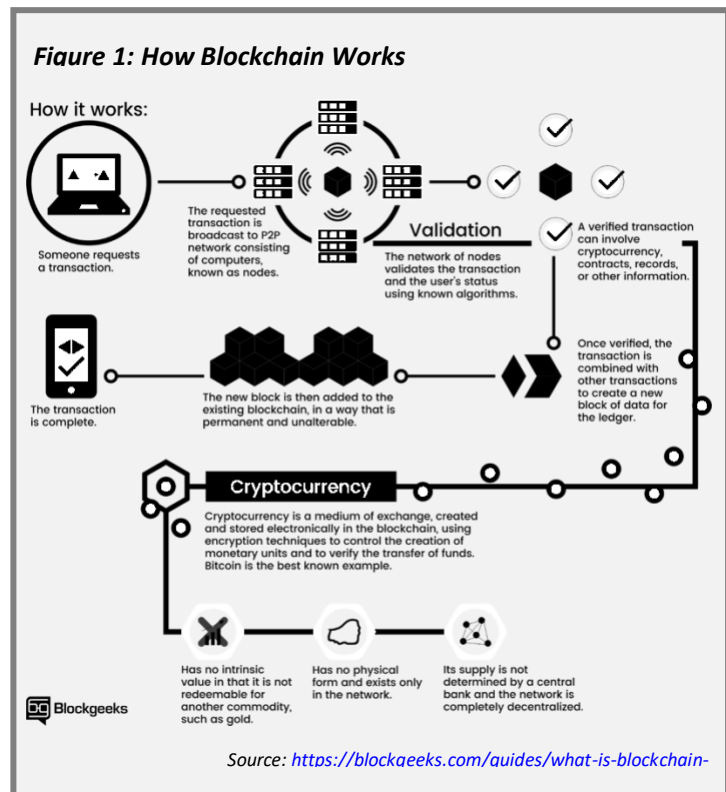 Figure 1: How Blockchain Works
How it works:
Someone requests
a transaction.
The requested
transaction is
broadcast to P2P
network consisting
of computers,
known as nodes.
Validation
The network of nodes
validates the transaction
and the user's status
using known algorithms.
A verified transaction
can involve
cryptocurrency,
contracts, records,
or other information.
Once verified, the
transaction is
combined with
other transactions
to create a new
block of data for
the ledger.
The new block is then added to the
existing blockchain, in a way that is
permanent and unalterable.
The transaction
is complete.
Cryptocurrency
Cryptocurrency is a medium of exchange, created
and stored electronically in the blockchain, using
encryption techniques to control the creation of
monetary units and to verify the transfer of funds.
Bitcoin is the best known example.
Has no intrinsic
value in that it is not
redeemable for
another commodity,
such as gold.
Has no physical
form and exists only
in the network.
Its supply is not
determined by a central
bank and the network is
completely decentralized.
Blockgeeks
Source: https://blockgeeks.com/guides/what-is-blockchain-